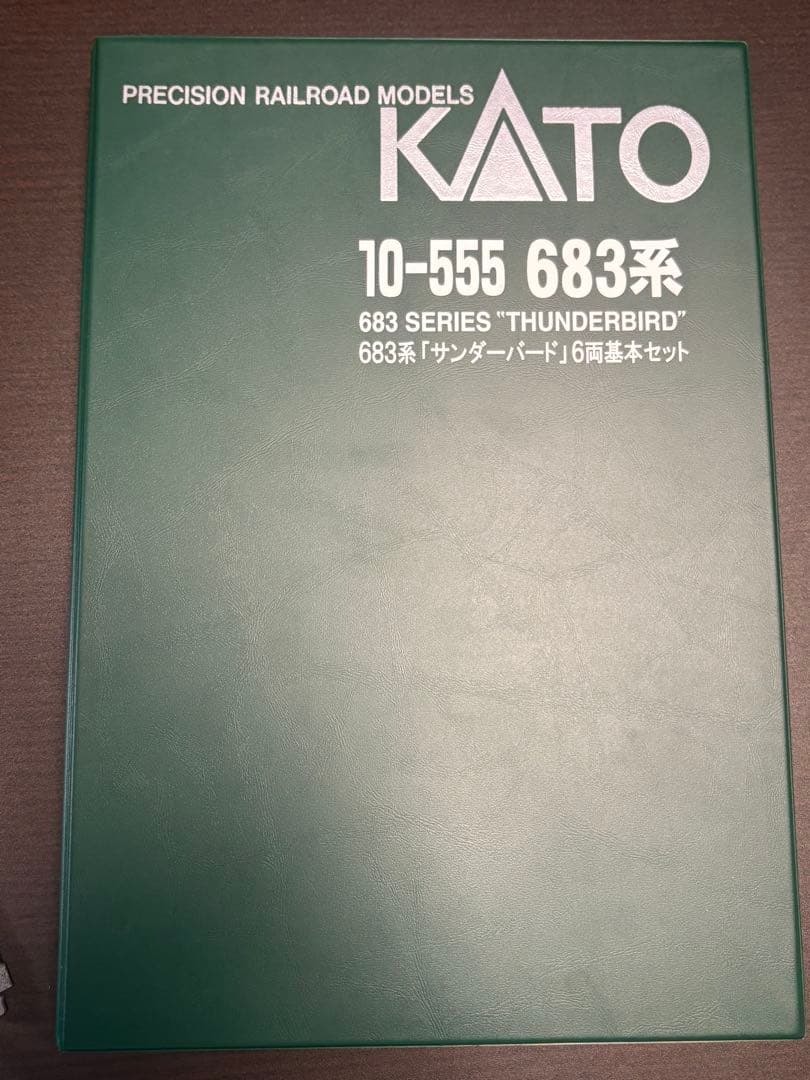 PRECISION RAILROAD MODELS
KATO
10-555 683系
683 SERIES "THUNDERBIRD"
683系「サンダーバード」6両基本セット